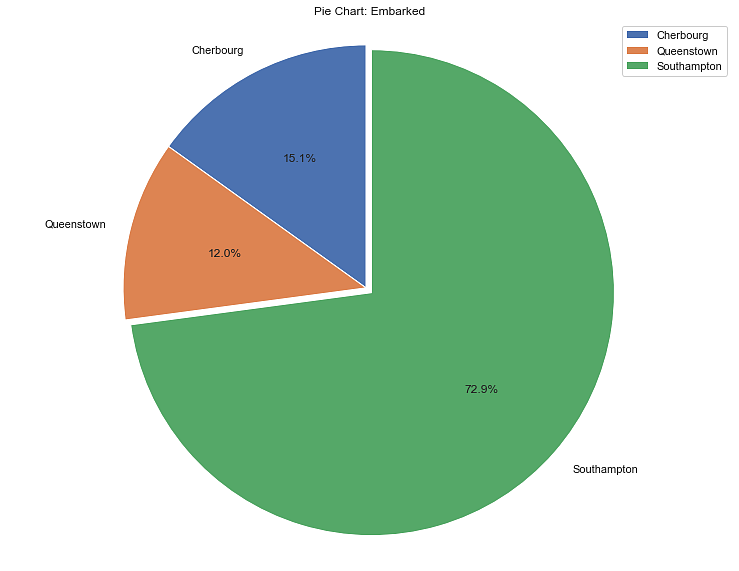 Pie Chart: Embarked
Cherbourg
Queenstown
Southampton
Cherbourg
15.1%
Queenstown
12.0%
72.9%
Southampton